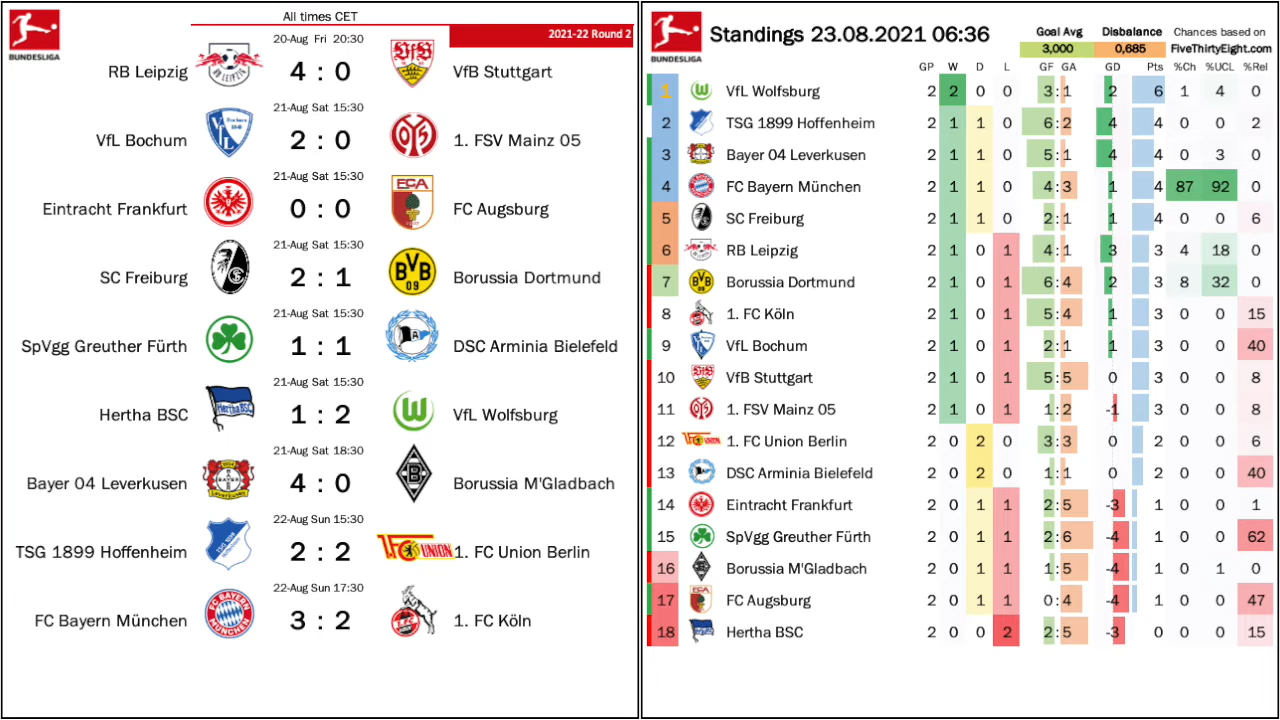 All times CET
BUNDESLIGA
2021-22 Round 2
20-Aug Fri 20:30
RB Leipzig 4 : 0 VfB Stuttgart
21-Aug Sat 15:30
VfL Bochum 2 : 0 1. FSV Mainz 05
21-Aug Sat 15:30
Eintracht Frankfurt 0 : 0 FC Augsburg
21-Aug Sat 15:30
SC Freiburg 2 : 1 Borussia Dortmund
21-Aug Sat 15:30
SpVgg Greuther Fürth 1 : 1 DSC Arminia Bielefeld
21-Aug Sat 15:30
Hertha BSC 1 : 2 VfL Wolfsburg
21-Aug Sat 18:30
Bayer 04 Leverkusen 4 : 0 Borussia M'Gladbach
22-Aug Sun 15:30
TSG 1899 Hoffenheim 2 : 2 1. FC Union Berlin
22-Aug Sun 17:30
FC Bayern München 3 : 2 1. FC Köln
BUNDESLIGA
Standings 23.08.2021 06:36
Goal Avg Disbalance Chances based on
3,000 0,685 FiveThirtyEight.com
GP W D L GF GA GD Pts %Ch %UCL %Rel
1 VfL Wolfsburg 2 2 0 0 3 : 1 2 6 1 4 0
2 TSG 1899 Hoffenheim 2 1 1 0 6 : 2 4 4 0 0 2
3 Bayer 04 Leverkusen 2 1 1 0 5 : 1 4 4 0 3 0
4 FC Bayern München 2 1 1 0 4 : 3 1 4 87 92 0
5 SC Freiburg 2 1 1 0 2 : 1 1 4 0 0 6
6 RB Leipzig 2 1 0 1 4 : 1 3 3 4 18 0
7 Borussia Dortmund 2 1 0 1 6 : 4 2 3 8 32 0
8 1. FC Köln 2 1 0 1 5 : 4 1 3 0 0 15
9 VfL Bochum 2 1 0 1 2 : 1 1 3 0 0 40
10 VfB Stuttgart 2 1 0 1 5 : 5 0 3 0 0 8
11 1. FSV Mainz 05 2 1 0 1 1 : 2 -1 3 0 0 8
12 1. FC Union Berlin 2 0 2 0 3 : 3 0 2 0 0 6
13 DSC Arminia Bielefeld 2 0 2 0 1 : 1 0 2 0 0 40
14 Eintracht Frankfurt 2 0 1 1 2 : 5 -3 1 0 0 1
15 SpVgg Greuther Fürth 2 0 1 1 2 : 6 -4 1 0 0 62
16 Borussia M'Gladbach 2 0 1 1 1 : 5 -4 1 0 1 0
17 FC Augsburg 2 0 1 1 0 : 4 -4 1 0 0 47
18 Hertha BSC 2 0 0 2 2 : 5 -3 0 0 0 15